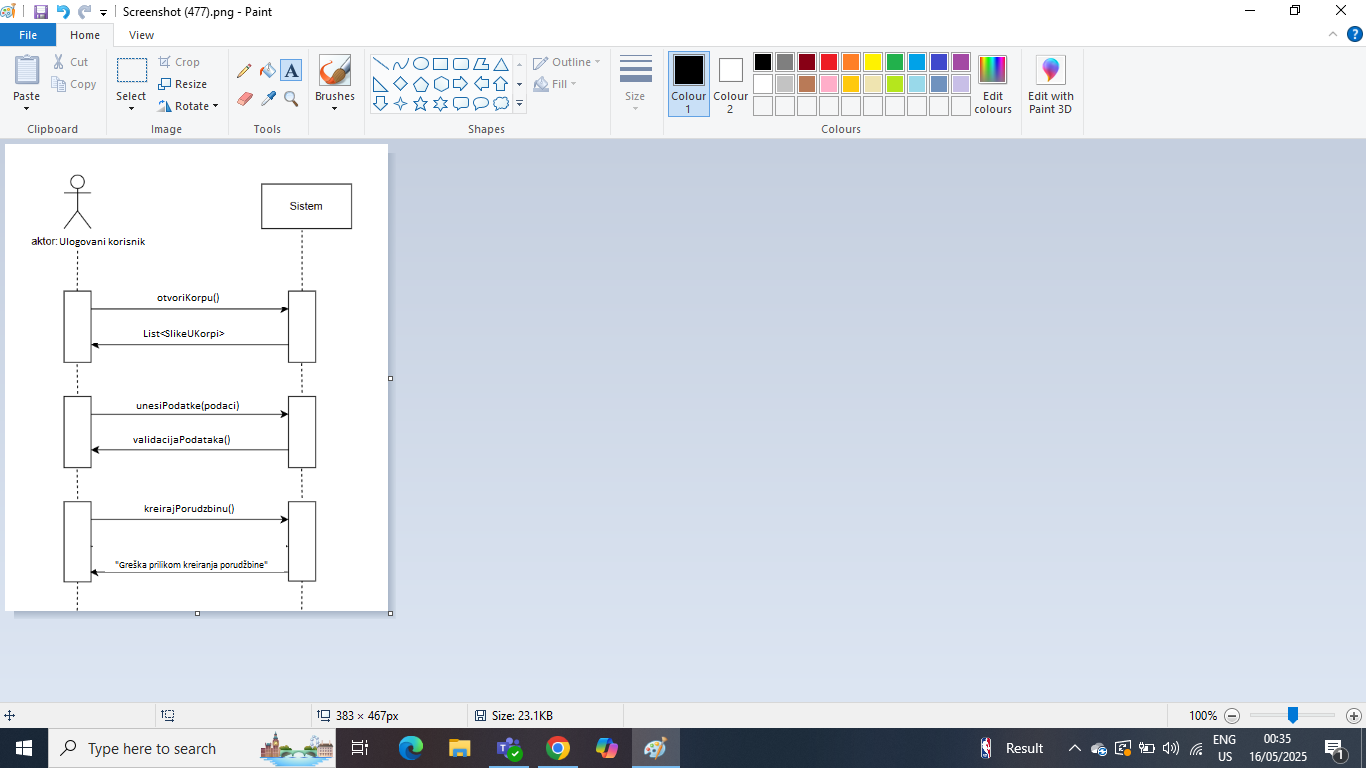 Screenshot (477).png - Paint
File Home View
Cut
Copy
Paste
Clipboard
Crop
Resize
Rotate
Select
Image
A
Tools
Brushes
Shapes
Outline
Fill
Size
Colour 1
Colour 2
Colours
Edit colours
Edit with Paint 3D
Sistem
aktor: Ulogovani korisnik
otvoriKorpu()
List<SlikeUKorpi>
unesiPodatke(podaci)
validacijaPodataka()
kreirajPorudzbinu()
"Greška prilikom kreiranja porudžbine"
383 × 467px
Size: 23.1KB
100%
Type here to search
Result
ENG
US
00:35
16/05/2025
1